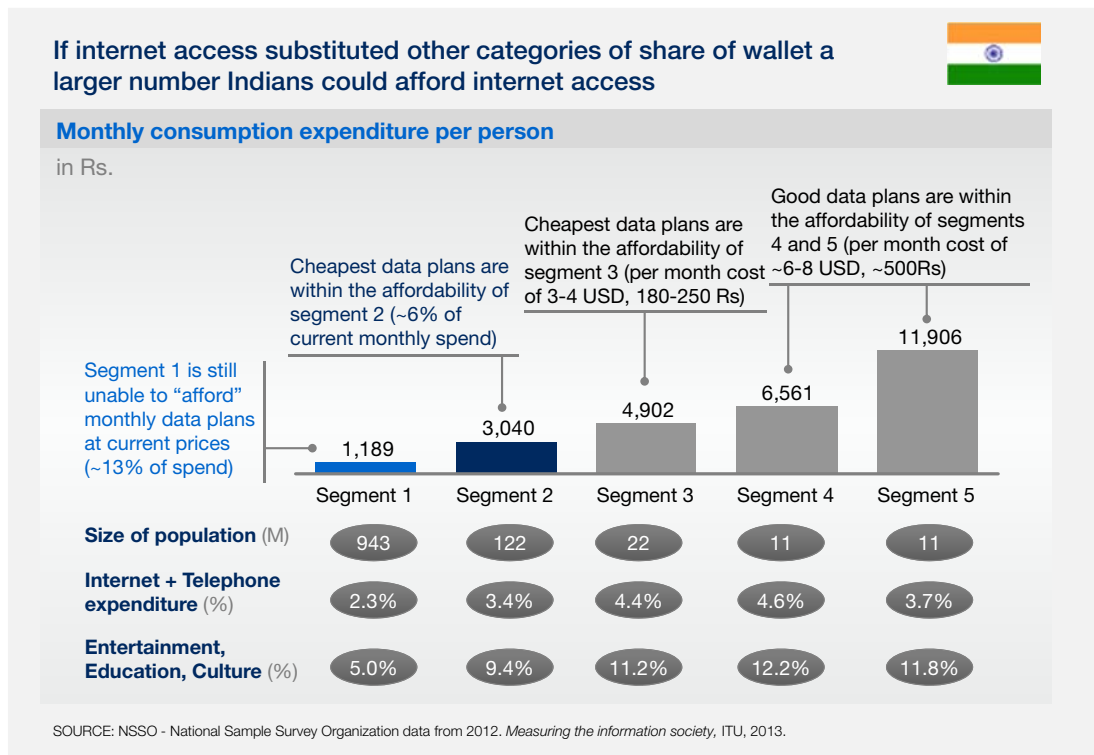 If internet access substituted other categories of share of wallet a
larger number Indians could afford internet access
Monthly consumption expenditure per person
in Rs.
Segment 1 is still
unable to “afford”
monthly data plans
at current prices
(~13% of spend)
Cheapest data plans are
within the affordability of
segment 2 (~6% of
current monthly spend)
Cheapest data plans are
within the affordability of
segment 3 (per month cost
of 3-4 USD, 180-250 Rs)
Good data plans are within
the affordability of segments
4 and 5 (per month cost of
~6-8 USD, ~500Rs)
1,189
3,040
4,902
6,561
11,906
Segment 1 Segment 2 Segment 3 Segment 4 Segment 5
Size of population (M) 943 122 22 11 11
Internet + Telephone
expenditure (%) 2.3% 3.4% 4.4% 4.6% 3.7%
Entertainment,
Education, Culture (%) 5.0% 9.4% 11.2% 12.2% 11.8%
SOURCE: NSSO - National Sample Survey Organization data from 2012. Measuring the information society, ITU, 2013.